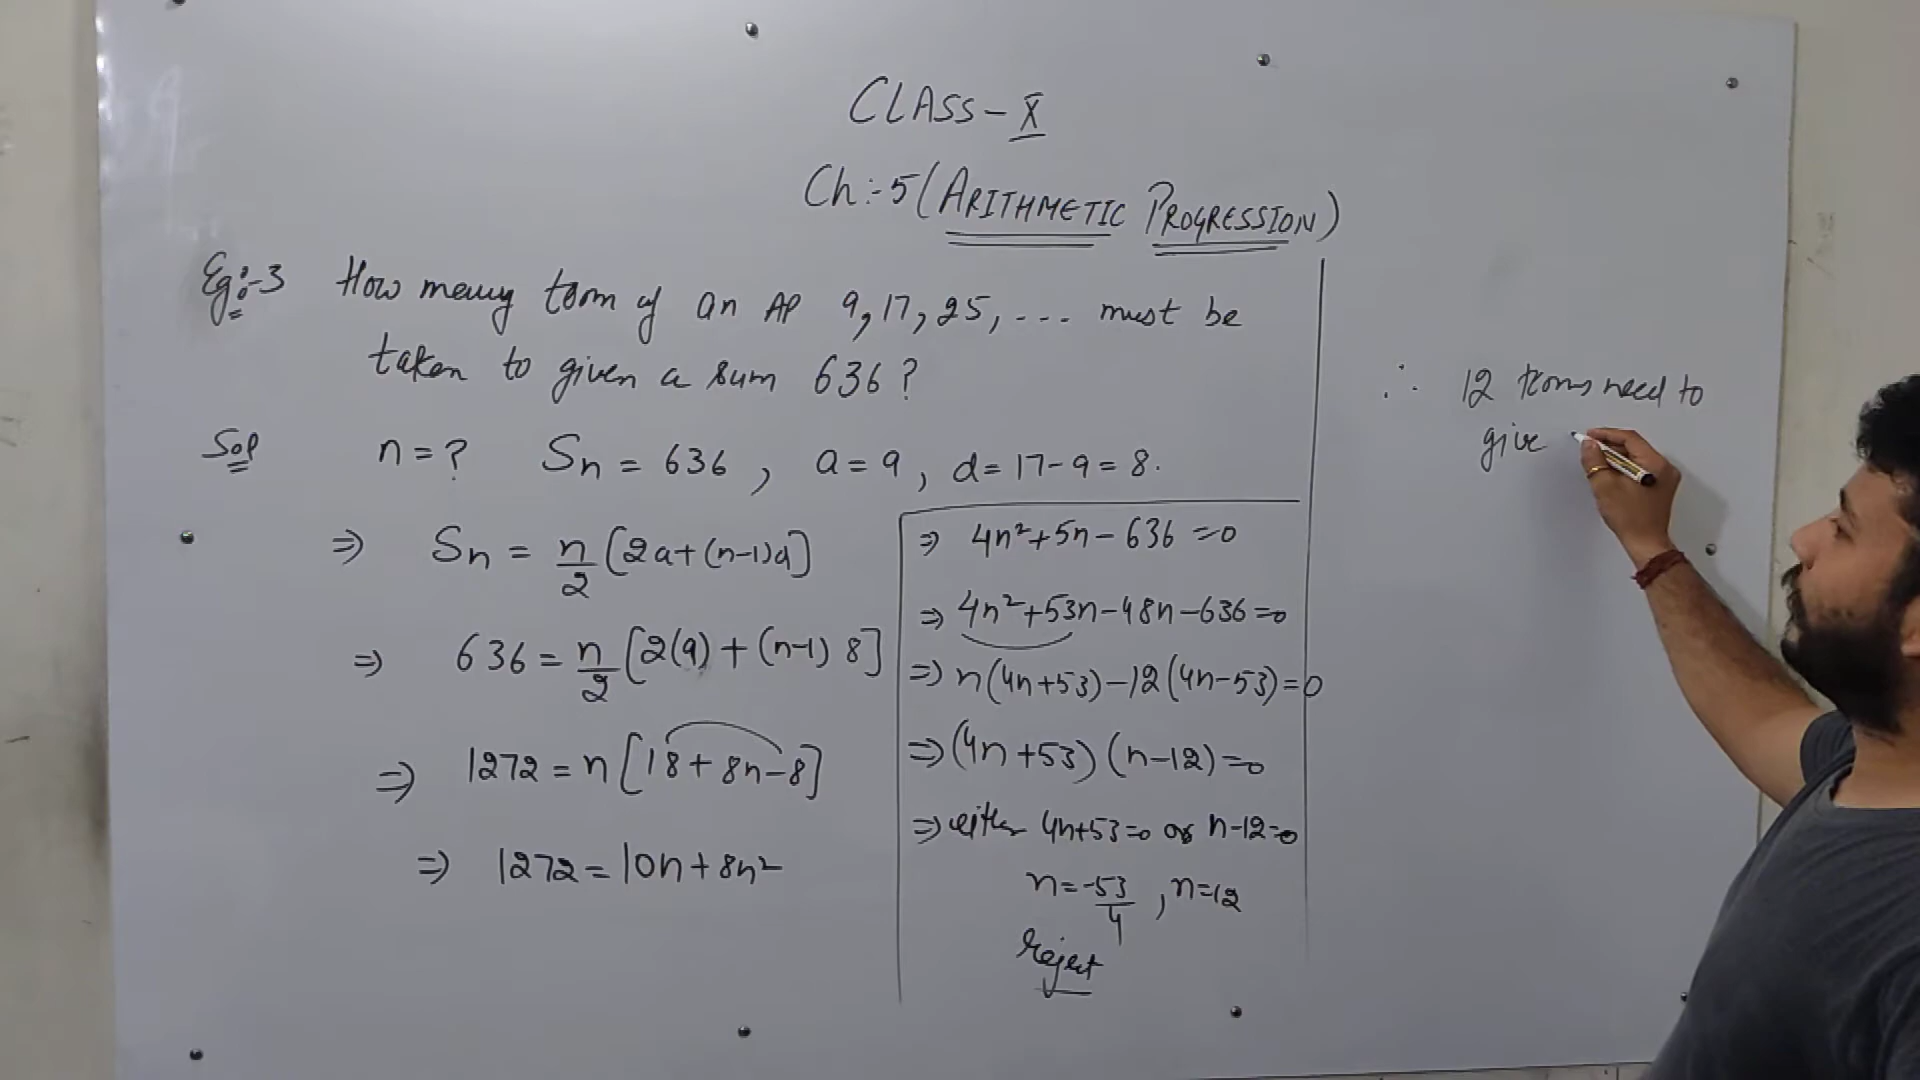 CLASS - X
Ch:- 5 (ARITHMETIC PROGRESSION)
Eg:-3 How many term of an AP 9, 17, 25, ... must be
taken to given a sum 636?
Sol n = ? Sn = 636, a = 9, d = 17 - 9 = 8.
⇒ Sn = n/2 [2a + (n-1)d]
⇒ 636 = n/2 [2(9) + (n-1) 8]
⇒ 1272 = n [18 + 8n - 8]
⇒ 1272 = 10n + 8n²
⇒ 4n² + 5n - 636 = 0
⇒ 4n² + 53n - 48n - 636 = 0
⇒ n(4n + 53) - 12(4n - 53) = 0
⇒ (4n + 53) (n - 12) = 0
⇒ either 4n + 53 = 0 or n - 12 = 0
n = -53/4, n = 12
Reject
∴ 12 terms need to
give